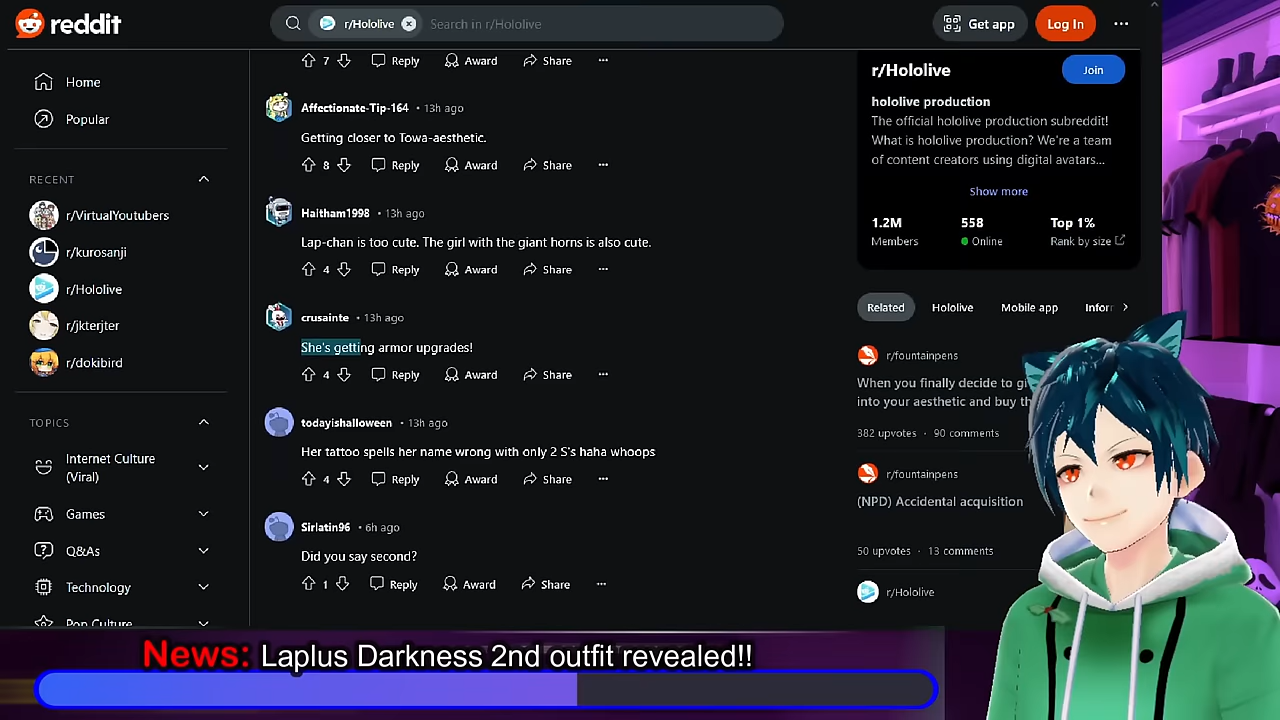 reddit
r/Hololive
Search in r/Hololive
Get app
Log In
Home
Popular
RECENT
r/VirtualYoutubers
r/kurosanji
r/Hololive
r/jkterjter
r/dokibird
TOPICS
Internet Culture
(Viral)
Games
Q&As
Technology
Pop Culture
7
Reply
Award
Share
Affectionate-Tip-164 • 13h ago
Getting closer to Towa-aesthetic.
8
Reply
Award
Share
Haitham1998 • 13h ago
Lap-chan is too cute. The girl with the giant horns is also cute.
4
Reply
Award
Share
crusainte • 13h ago
She's getting armor upgrades!
4
Reply
Award
Share
todayishalloween • 13h ago
Her tattoo spells her name wrong with only 2 S's haha whoops
4
Reply
Award
Share
Sirlatin96 • 6h ago
Did you say second?
1
Reply
Award
Share
r/Hololive
Join
hololive production
The official hololive production subreddit!
What is hololive production? We're a team
of content creators using digital avatars...
Show more
1.2M 558 Top 1%
Members Online Rank by size
Related Hololive Mobile app
r/fountainpens
When you finally decide to
into your aesthetic and buy
382 upvotes · 90 comments
r/fountainpens
(NPD) Accidental acquisition
50 upvotes · 13 comments
r/Hololive
News: Laplus Darkness 2nd outfit revealed!!